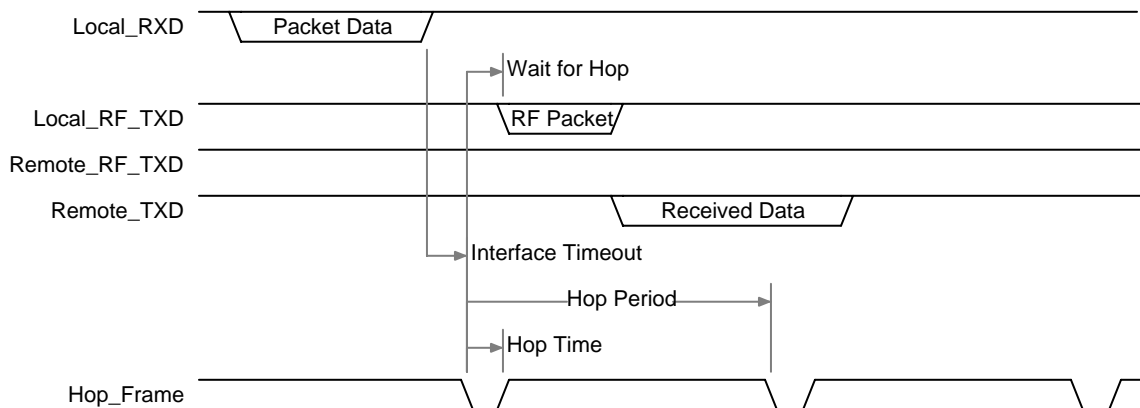 Local_RXD
Packet Data
Wait for Hop
Local_RF_TXD
RF Packet
Remote_RF_TXD
Remote_TXD
Received Data
Interface Timeout
Hop Period
Hop Time
Hop_Frame